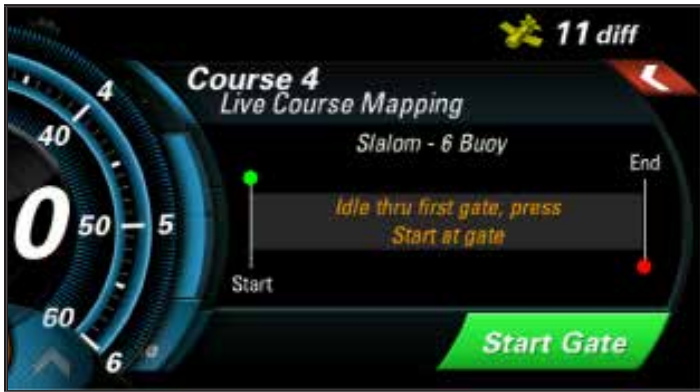 11 diff
Course 4
Live Course Mapping
Slalom - 6 Buoy
End
Idle thru first gate, press
Start at gate
Start
Start Gate
4
40
0
50
5
60
6